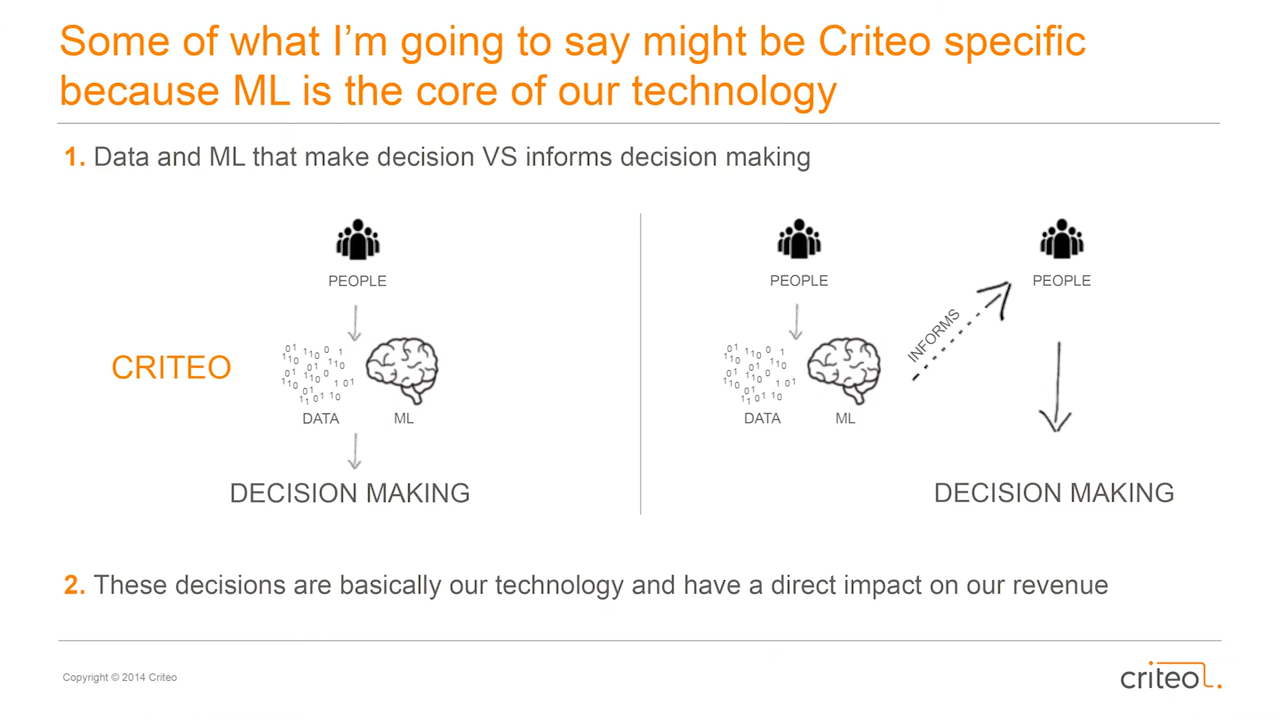 Some of what I'm going to say might be Criteo specific
because ML is the core of our technology
1. Data and ML that make decision VS informs decision making
PEOPLE
CRITEO
DATA
ML
DECISION MAKING
PEOPLE
DATA
ML
INFORMS
PEOPLE
DECISION MAKING
2. These decisions are basically our technology and have a direct impact on our revenue
Copyright © 2014 Criteo
criteo